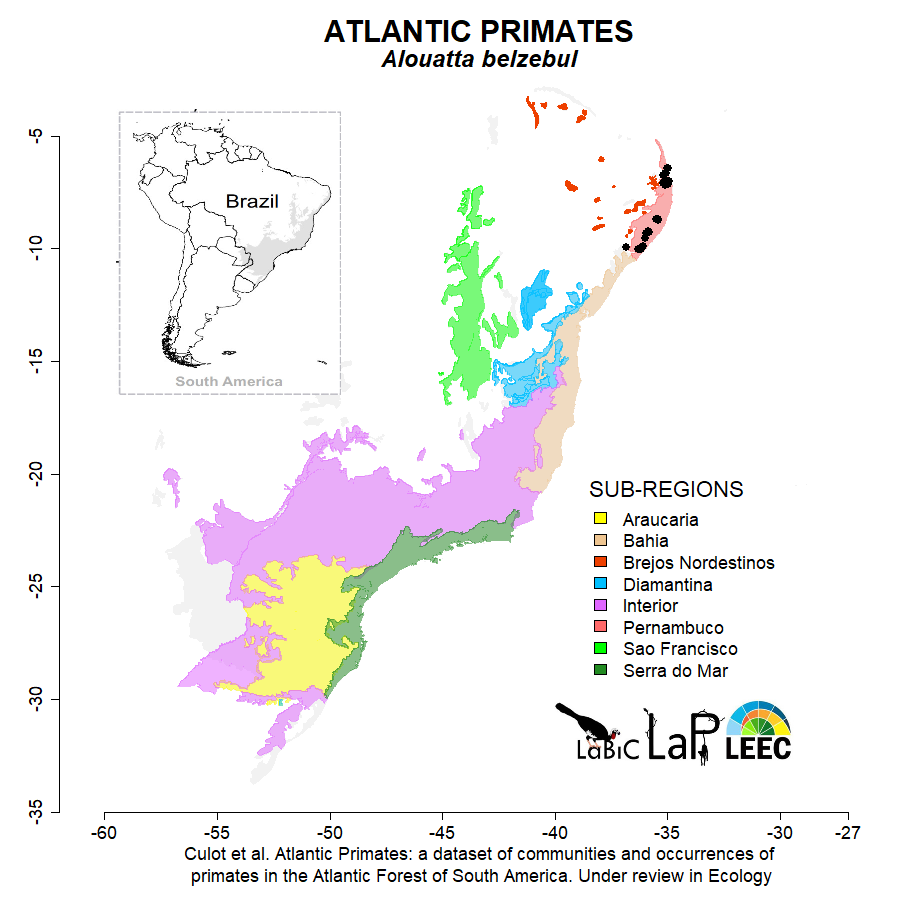 ATLANTIC PRIMATES
Alouatta belzebul
Brazil
South America
-5
-10
-15
-20
-25
-30
-35
SUB-REGIONS
Araucaria
Bahia
Brejos Nordestinos
Diamantina
Interior
Pernambuco
Sao Francisco
Serra do Mar
LaBiC LaP LEEC
-60 -55 -50 -45 -40 -35 -30 -27
Culot et al. Atlantic Primates: a dataset of communities and occurrences of
primates in the Atlantic Forest of South America. Under review in Ecology